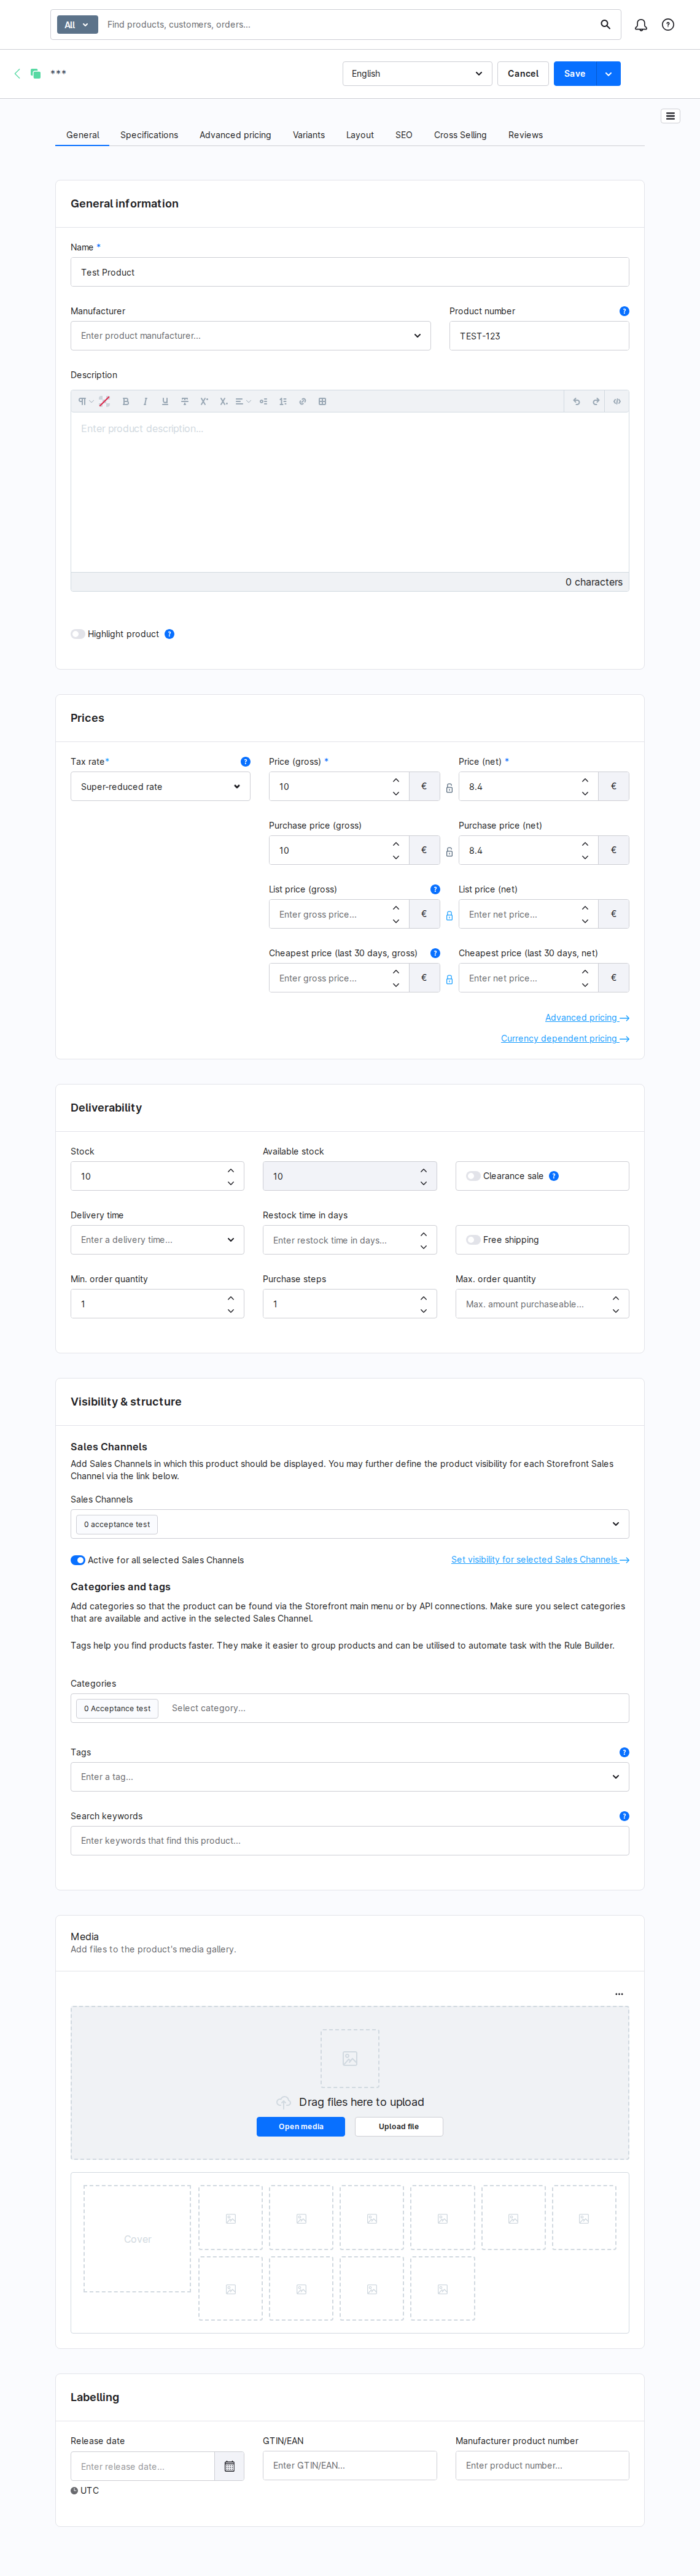 All
Find products, customers, orders...
English
Cancel
Save
General
Specifications
Advanced pricing
Variants
Layout
SEO
Cross Selling
Reviews
General information
Name *
Test Product
Manufacturer
Product number
Enter product manufacturer...
TEST-123
Description
Enter product description...
0 characters
Highlight product
Prices
Tax rate*
Price (gross) *
Price (net) *
Super-reduced rate
10
€
8.4
€
Purchase price (gross)
Purchase price (net)
10
€
8.4
€
List price (gross)
List price (net)
Enter gross price...
€
Enter net price...
€
Cheapest price (last 30 days, gross)
Cheapest price (last 30 days, net)
Enter gross price...
€
Enter net price...
€
Advanced pricing
Currency dependent pricing
Deliverability
Stock
Available stock
10
10
Clearance sale
Delivery time
Restock time in days
Enter a delivery time...
Enter restock time in days...
Free shipping
Min. order quantity
Purchase steps
Max. order quantity
1
1
Max. amount purchaseable...
Visibility & structure
Sales Channels
Add Sales Channels in which this product should be displayed. You may further define the product visibility for each Storefront Sales
Channel via the link below.
Sales Channels
0 acceptance test
Active for all selected Sales Channels
Set visibility for selected Sales Channels
Categories and tags
Add categories so that the product can be found via the Storefront main menu or by API connections. Make sure you select categories
that are available and active in the selected Sales Channel.
Tags help you find products faster. They make it easier to group products and can be utilised to automate task with the Rule Builder.
Categories
0 Acceptance test
Select category...
Tags
Enter a tag...
Search keywords
Enter keywords that find this product...
Media
Add files to the product's media gallery.
Drag files here to upload
Open media
Upload file
Cover
Labelling
Release date
GTIN/EAN
Manufacturer product number
Enter release date...
Enter GTIN/EAN...
Enter product number...
UTC